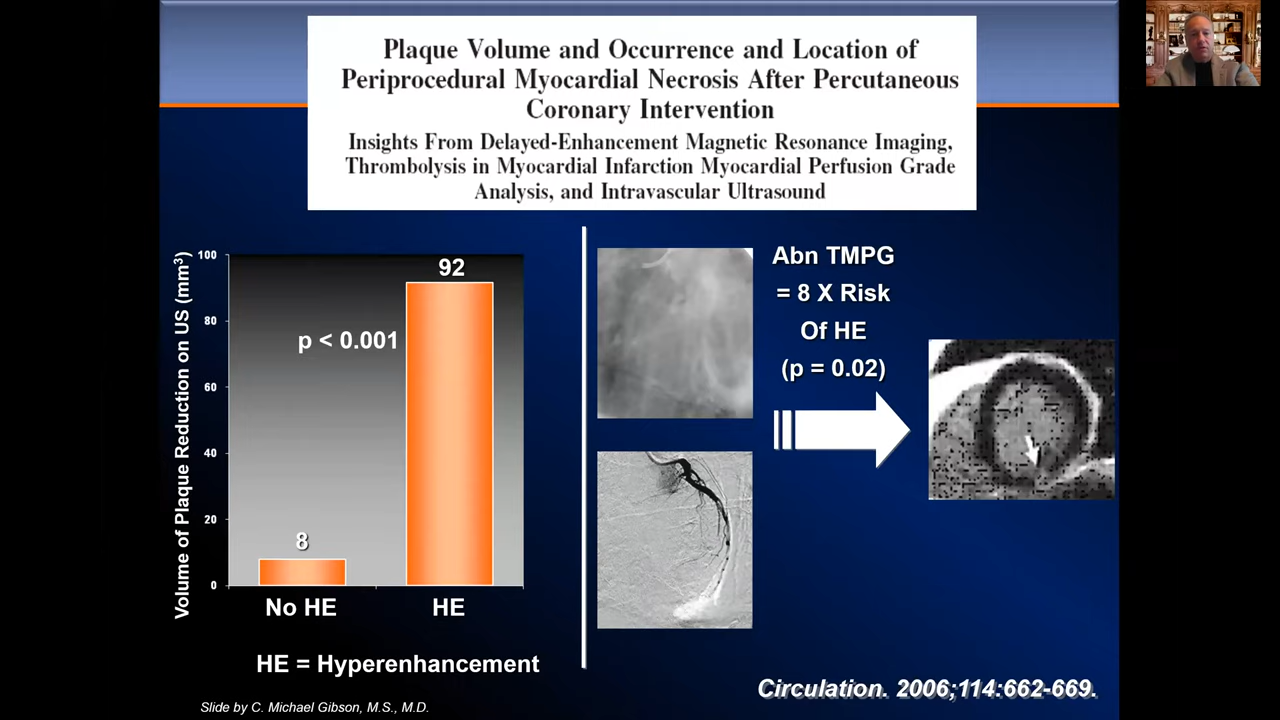 Plaque Volume and Occurrence and Location of
Periprocedural Myocardial Necrosis After Percutaneous
Coronary Intervention
Insights From Delayed-Enhancement Magnetic Resonance Imaging,
Thrombolysis in Myocardial Infarction Myocardial Perfusion Grade
Analysis, and Intravascular Ultrasound
Volume of Plaque Reduction on US (mm³)
100
80
60
40
20
0
92
p < 0.001
8
No HE
HE
HE = Hyperenhancement
Abn TMPG
= 8 X Risk
Of HE
(p = 0.02)
Circulation. 2006;114:662-669.
Slide by C. Michael Gibson, M.S., M.D.